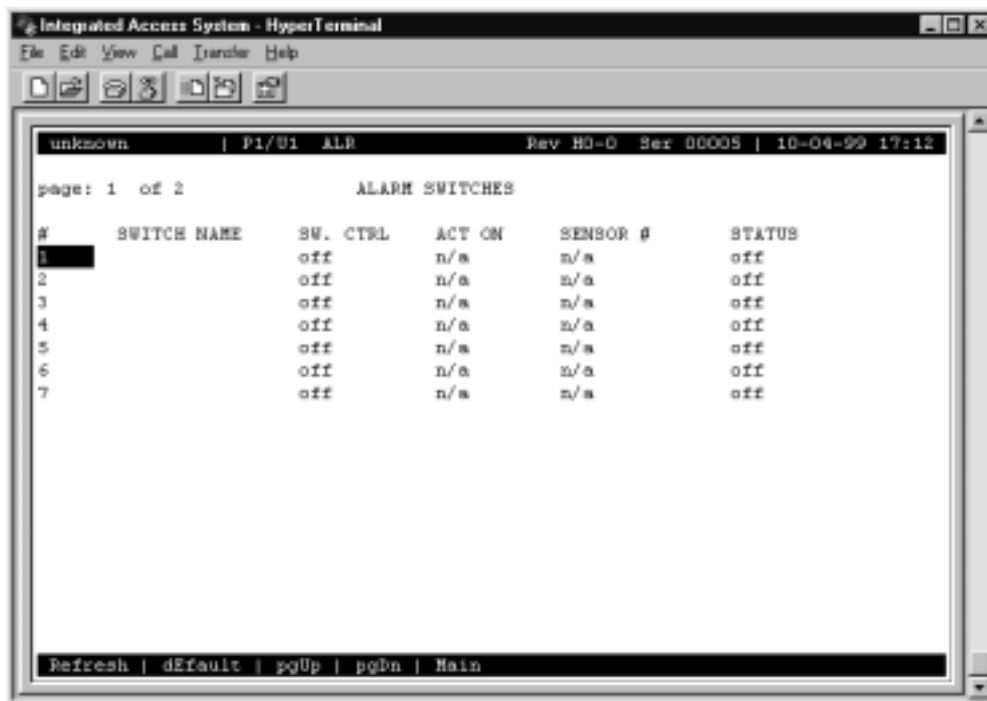 Integrated Access System - HyperTerminal
File Edit View Call Transfer Help
unknown | P1/U1 ALR Rev H0-0 Ser 00005 | 10-04-99 17:12
page: 1 of 2 ALARM SWITCHES
# SWITCH NAME SW. CTRL ACT ON SENSOR # STATUS
1 off n/a n/a off
2 off n/a n/a off
3 off n/a n/a off
4 off n/a n/a off
5 off n/a n/a off
6 off n/a n/a off
7 off n/a n/a off
Refresh | dEfault | pgUp | pgDn | Main